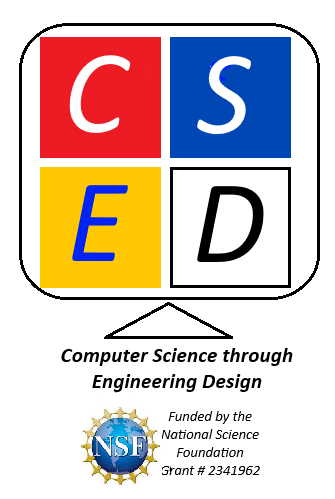 C S
E D
Computer Science through
Engineering Design
NSF
Funded by the
National Science
Foundation
Grant # 2341962